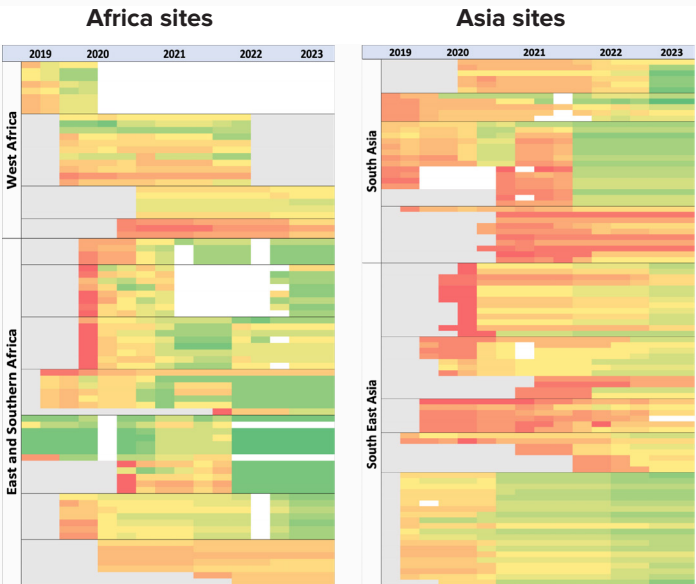 Africa sites
2019 2020 2021 2022 2023
West Africa
East and Southern Africa
Asia sites
2019 2020 2021 2022 2023
South Asia
South East Asia